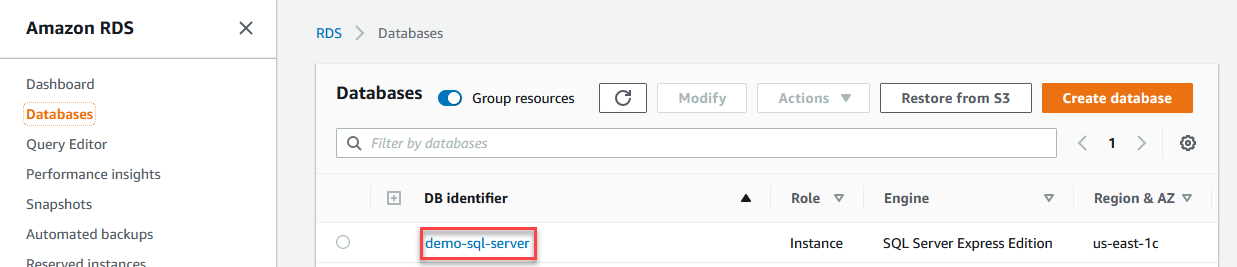 Amazon RDS
Dashboard
Databases
Query Editor
Performance insights
Snapshots
Automated backups
Reserved instances
RDS > Databases
Databases Group resources Modify Actions Restore from S3 Create database
Filter by databases 1
DB identifier Role Engine Region & AZ
demo-sql-server Instance SQL Server Express Edition us-east-1c